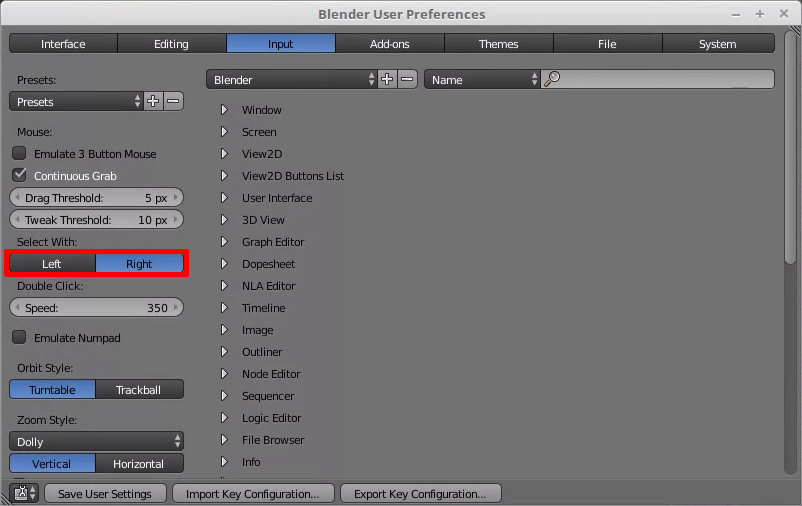 Blender User Preferences
Interface Editing Input Add-ons Themes File System
Presets:
Presets
Mouse:
Emulate 3 Button Mouse
Continuous Grab
Drag Threshold: 5 px
Tweak Threshold: 10 px
Select With:
Left Right
Double Click:
Speed: 350
Emulate Numpad
Orbit Style:
Turntable Trackball
Zoom Style:
Dolly
Vertical Horizontal
Blender Name
Window
Screen
View2D
View2D Buttons List
User Interface
3D View
Graph Editor
Dopesheet
NLA Editor
Timeline
Image
Outliner
Node Editor
Sequencer
Logic Editor
File Browser
Info
Save User Settings Import Key Configuration... Export Key Configuration...